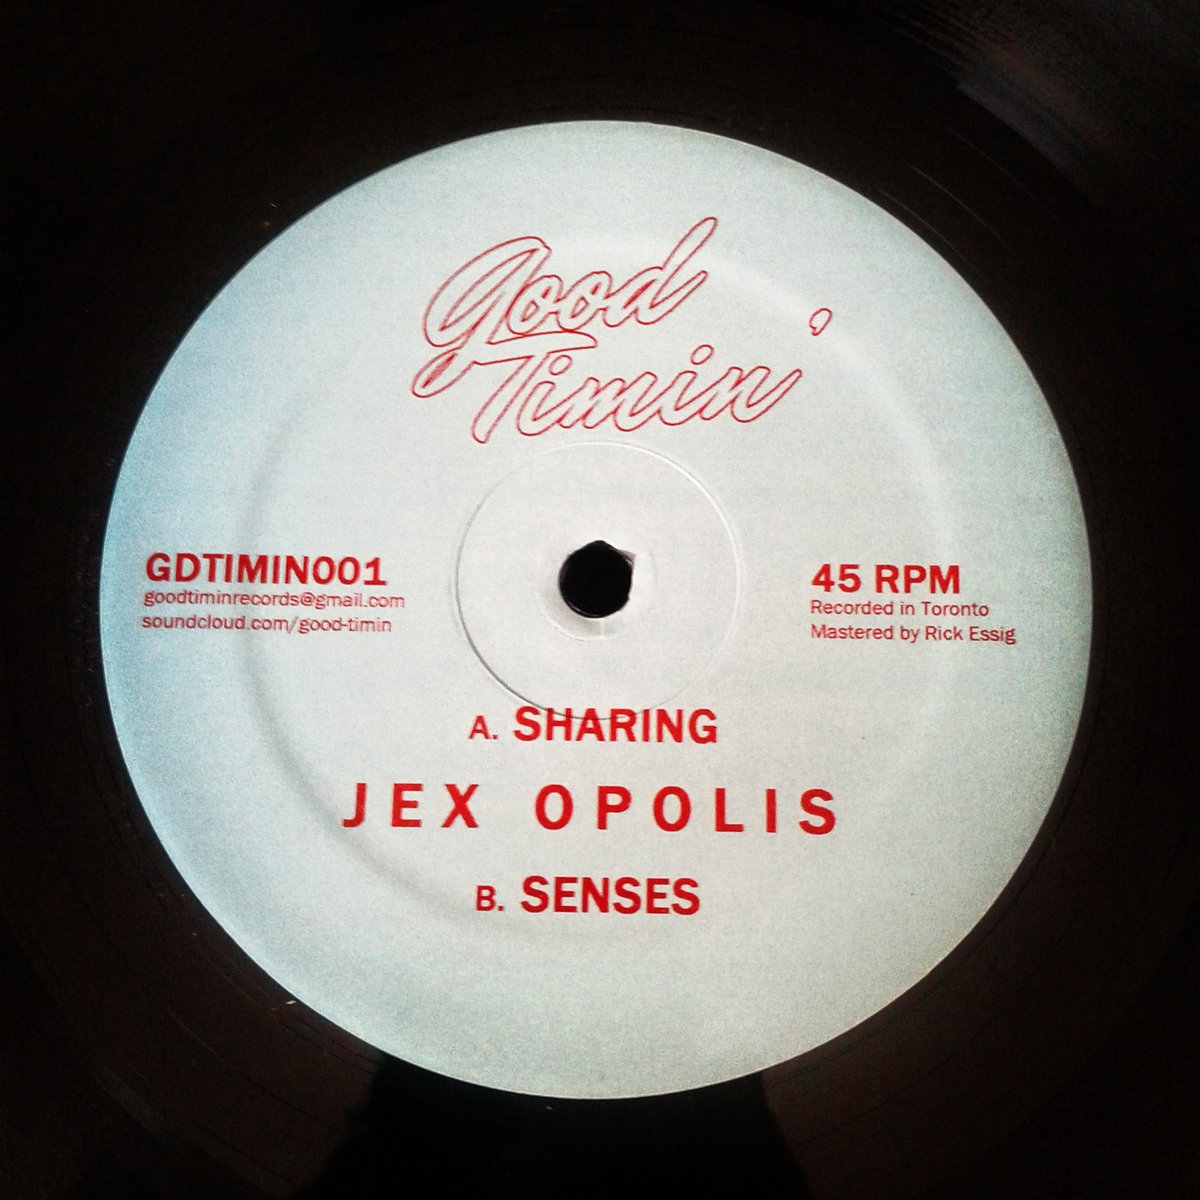 good
Timin'
GDTIMIN001
goodtiminrecords@gmail.com
soundcloud.com/good-timin
45 RPM
Recorded in Toronto
Mastered by Rick Essig
A. SHARING
JEX OPOLIS
B. SENSES